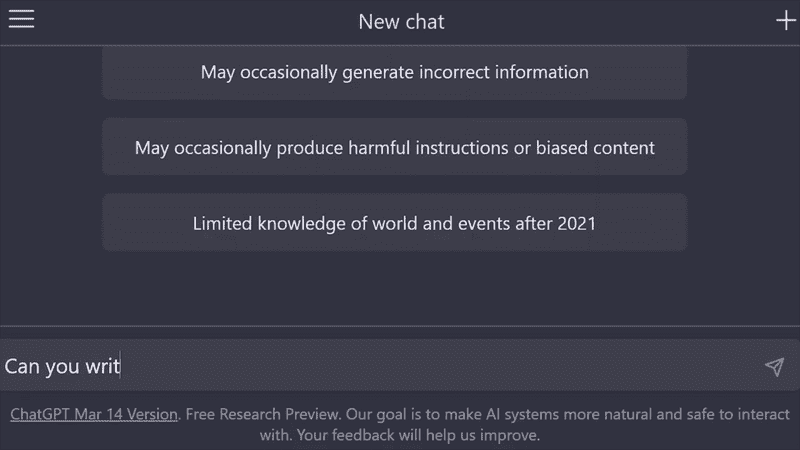 New chat
May occasionally generate incorrect information
May occasionally produce harmful instructions or biased content
Limited knowledge of world and events after 2021
Can you writ
ChatGPT Mar 14 Version. Free Research Preview. Our goal is to make AI systems more natural and safe to interact
with. Your feedback will help us improve.